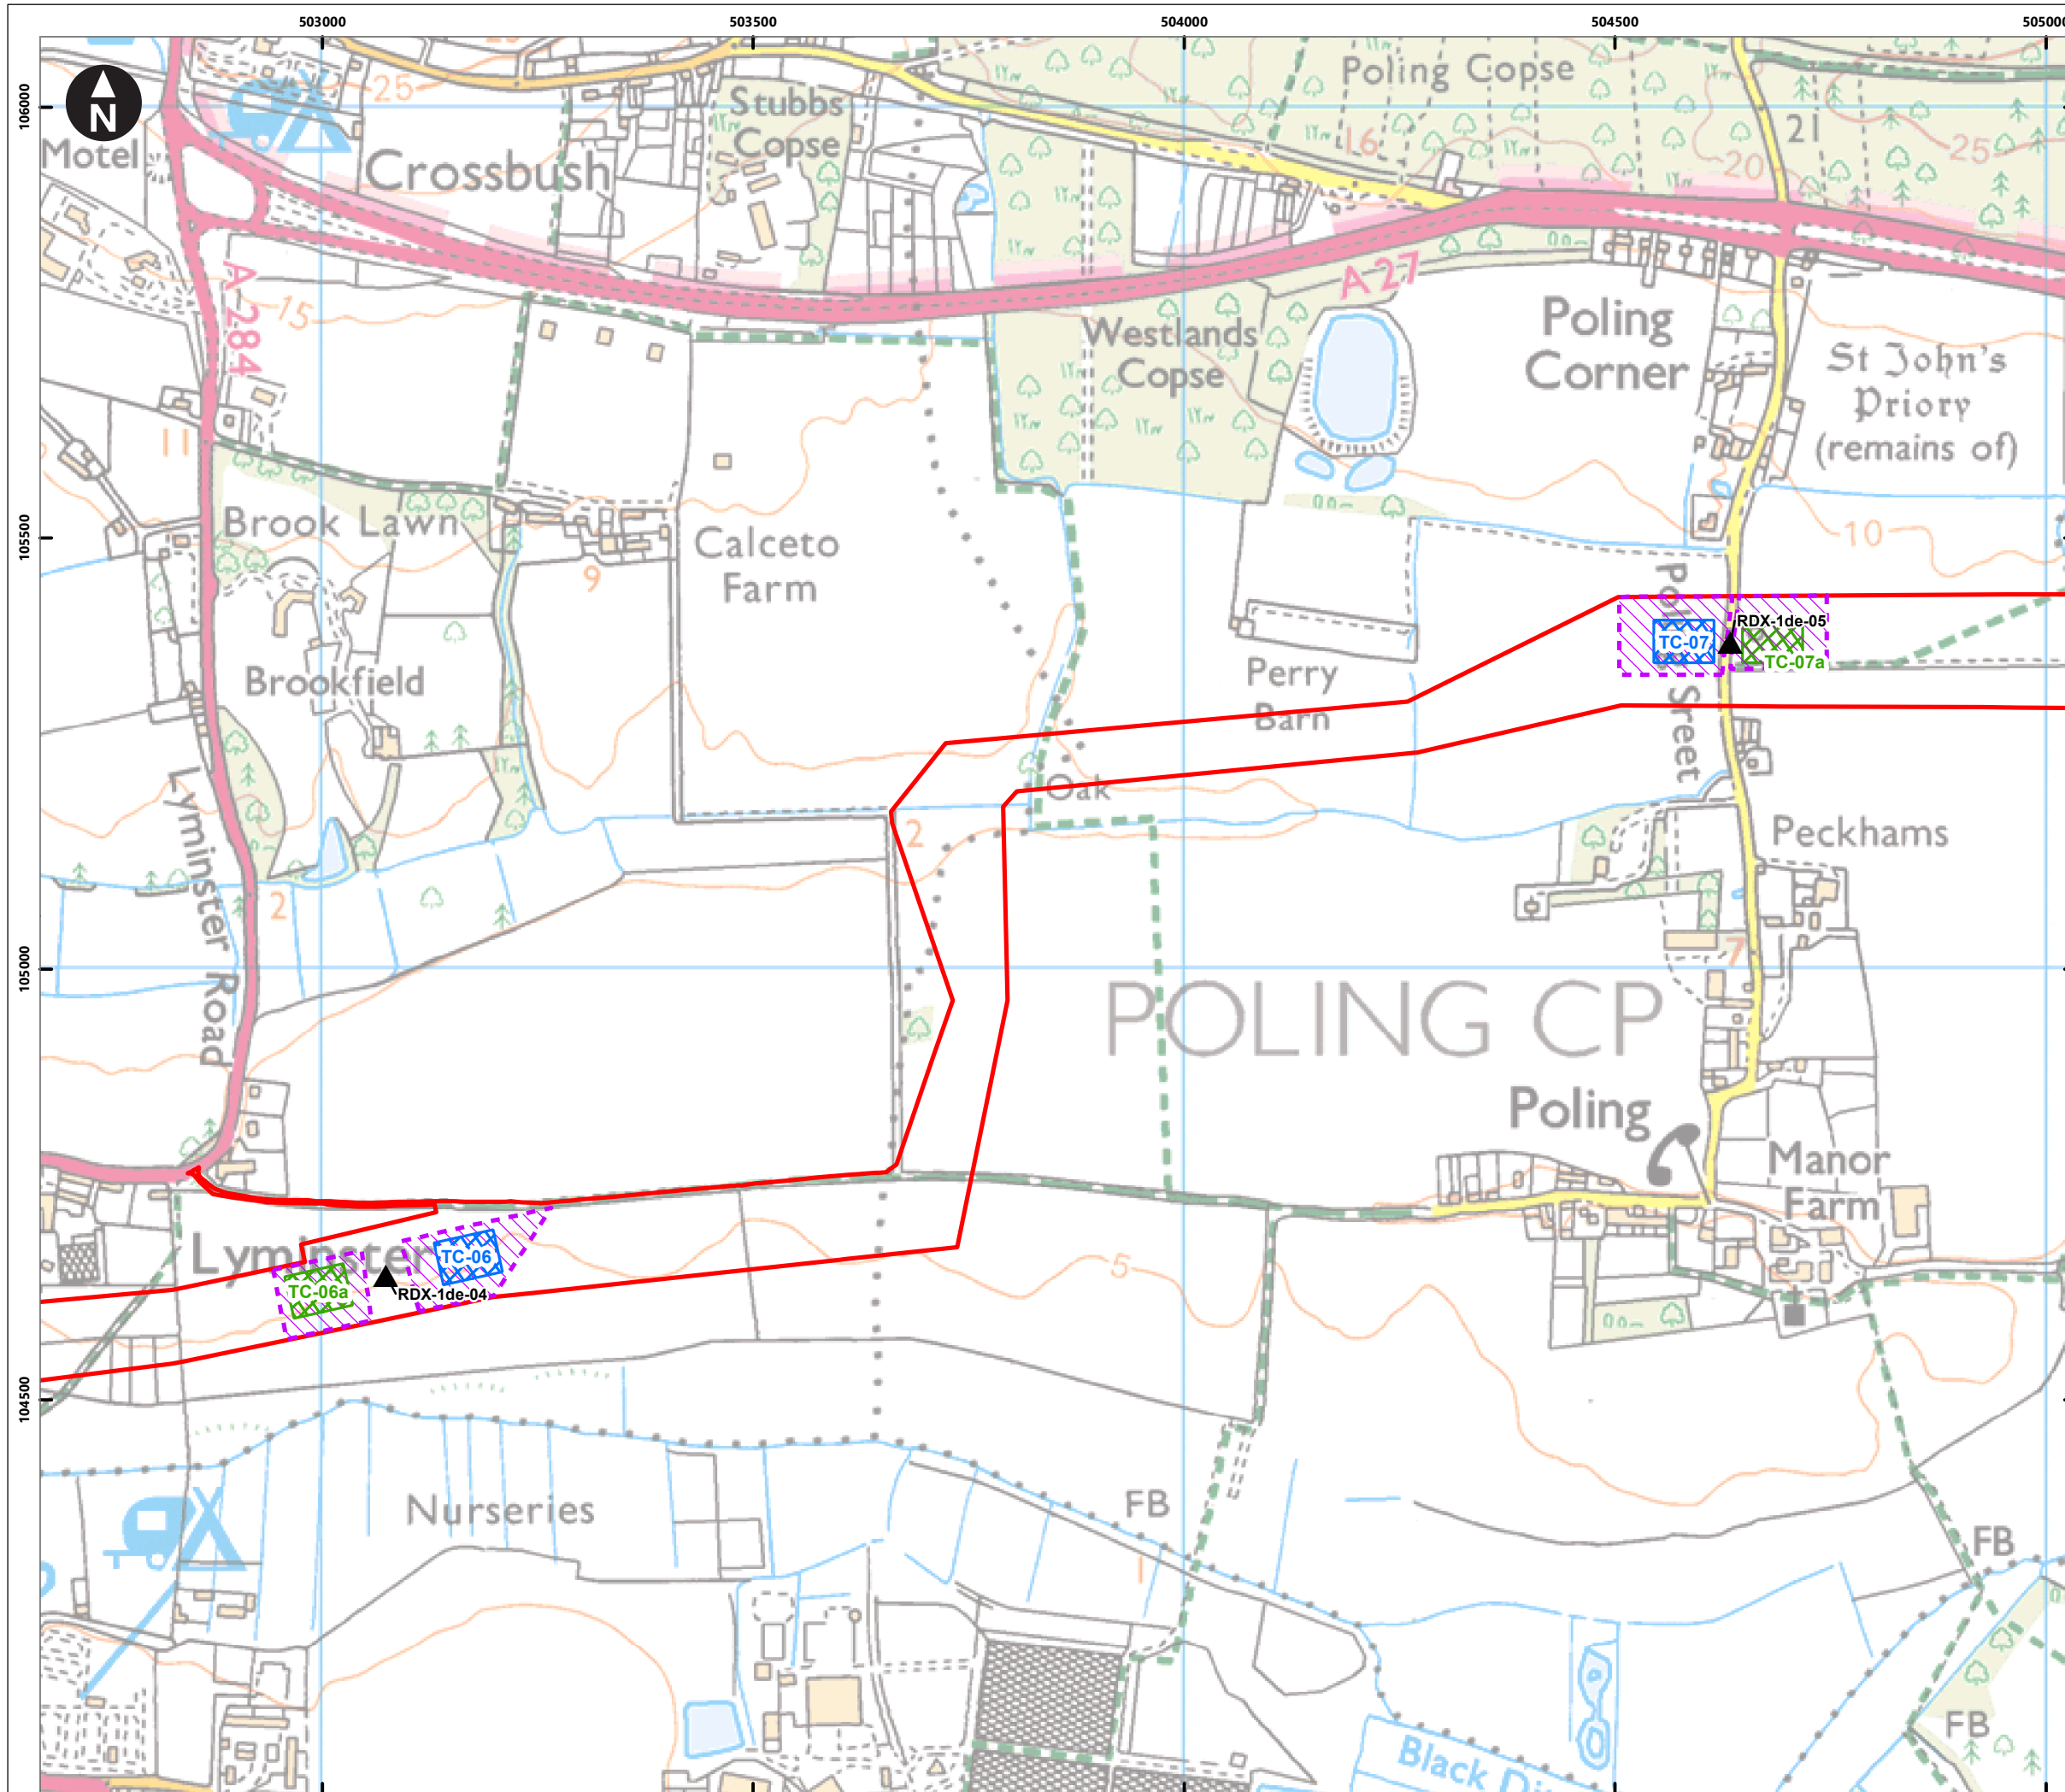 503000
503500
504000
504500
505000
106000
105500
105000
104500
N
25
Poling Copse
Stubbs
Copse
16
21
20
25
Motel
Crossbush
A 284
15
A 27
Westlands
Copse
Poling
Corner
St John's
Priory
(remains of)
11
P
Brook Lawn
Calceto
Farm
9
10
Brookfield
Perry
Barn
RDX-1de-05
TC-07
TC-07a
Oak
2
Peckhams
Lyminster Road
2
7
POLING CP
Poling
Manor
Farm
Lyminster
TC-06
TC-06a
RDX-1de-04
5
Nurseries
FB
1
FB
FB
Black